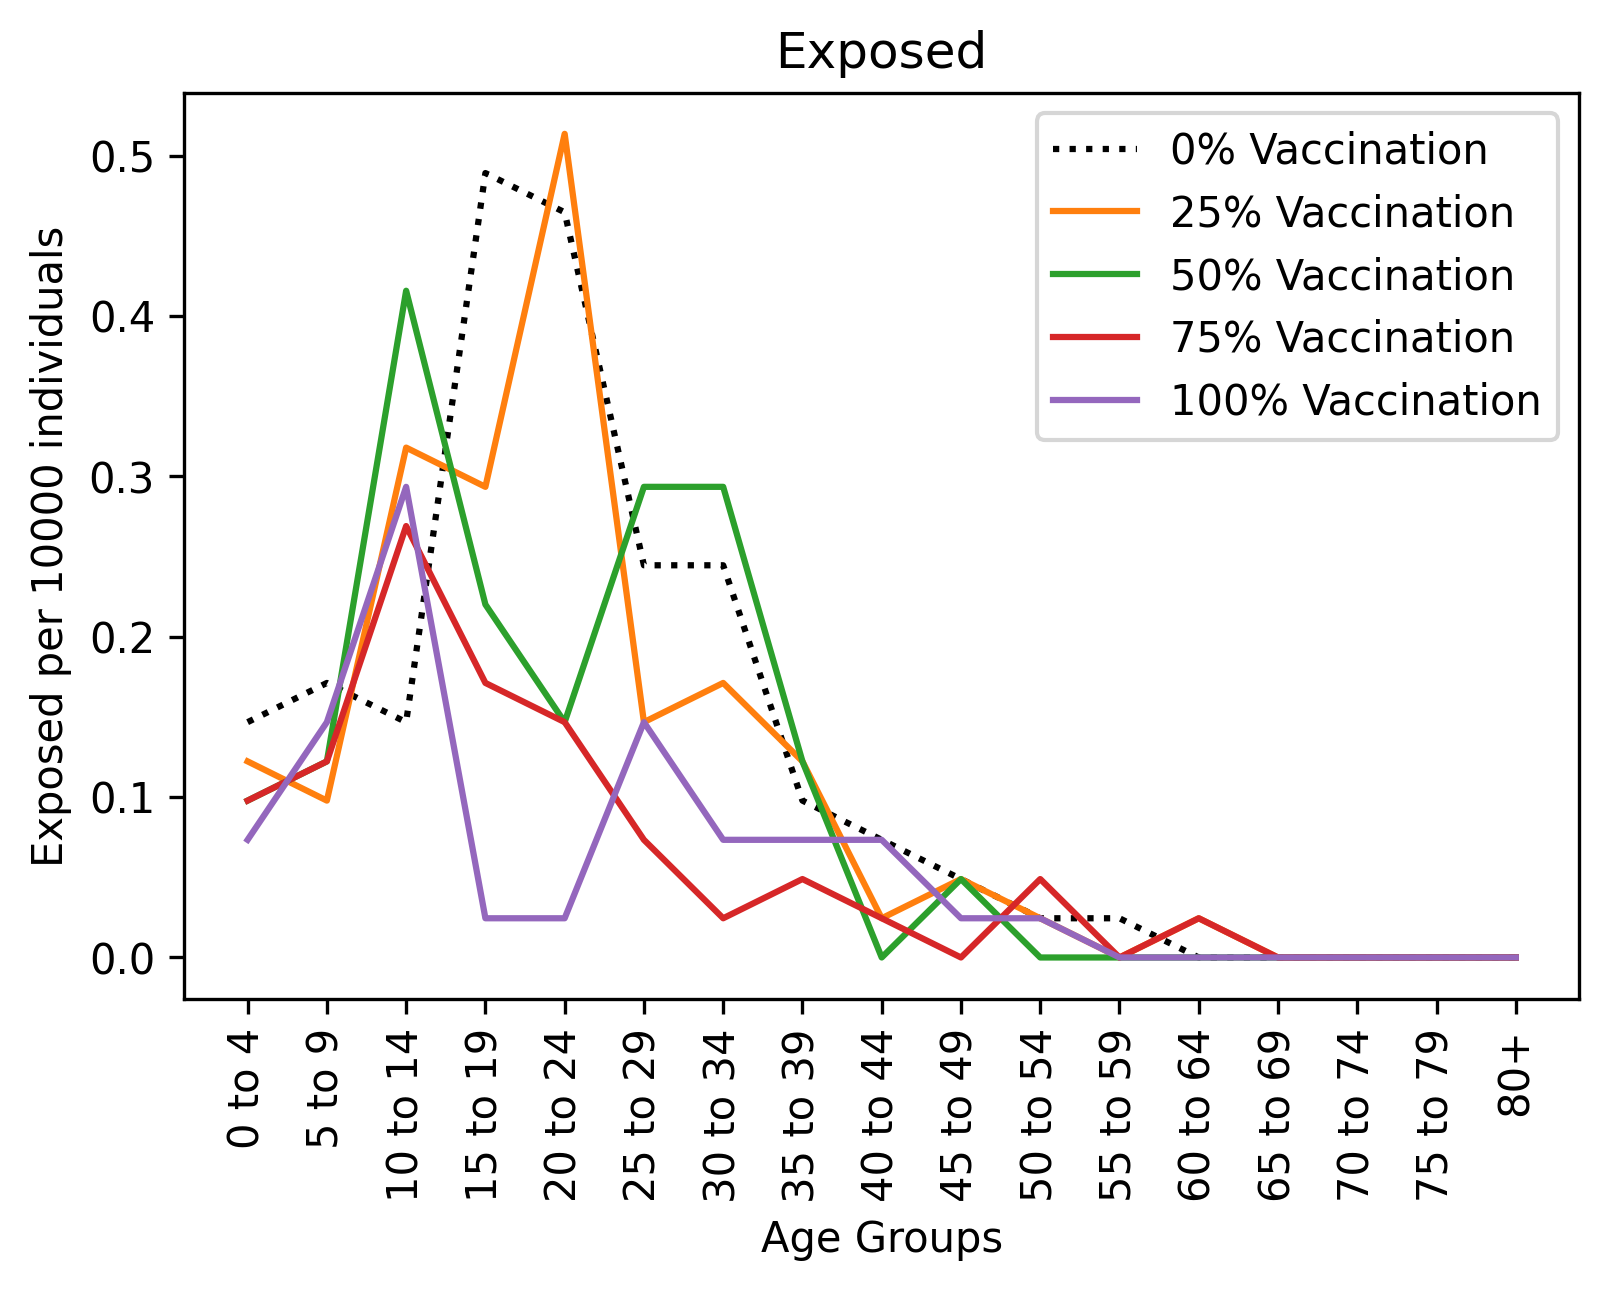 Exposed
0% Vaccination
25% Vaccination
50% Vaccination
75% Vaccination
100% Vaccination
Exposed per 10000 individuals
0.5
0.4
0.3
0.2
0.1
0.0
0 to 4
5 to 9
10 to 14
15 to 19
20 to 24
25 to 29
30 to 34
35 to 39
40 to 44
45 to 49
50 to 54
55 to 59
60 to 64
65 to 69
70 to 74
75 to 79
80+
Age Groups